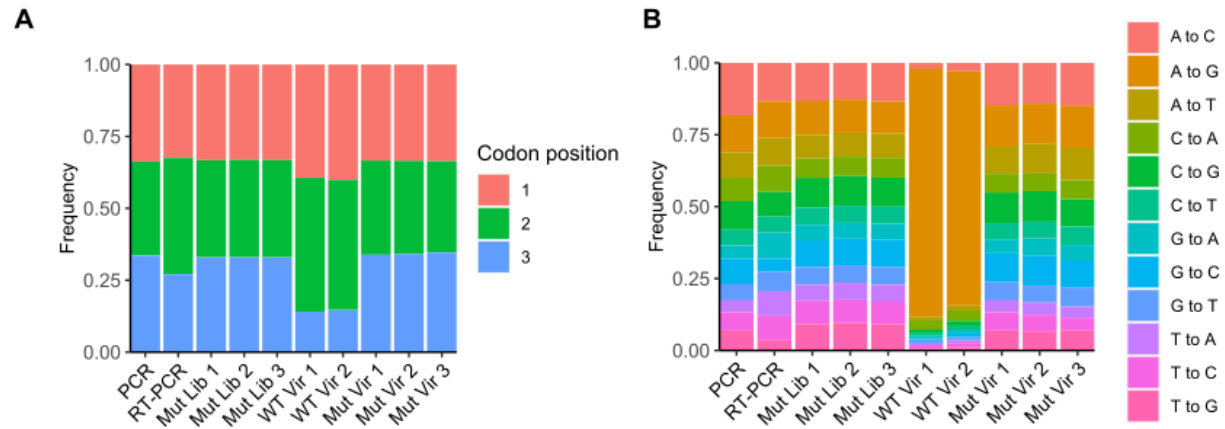 A
Frequency
1.00
0.75
0.50
0.25
0.00
PCR
RT-PCR
Mut Lib 1
Mut Lib 2
Mut Lib 3
WT Vir 1
WT Vir 2
Mut Vir 1
Mut Vir 2
Mut Vir 3
Codon position
1
2
3
B
Frequency
1.00
0.75
0.50
0.25
0.00
PCR
RT-PCR
Mut Lib 1
Mut Lib 2
Mut Lib 3
WT Vir 1
WT Vir 2
Mut Vir 1
Mut Vir 2
Mut Vir 3
A to C
A to G
A to T
C to A
C to G
C to T
G to A
G to C
G to T
T to A
T to C
T to G